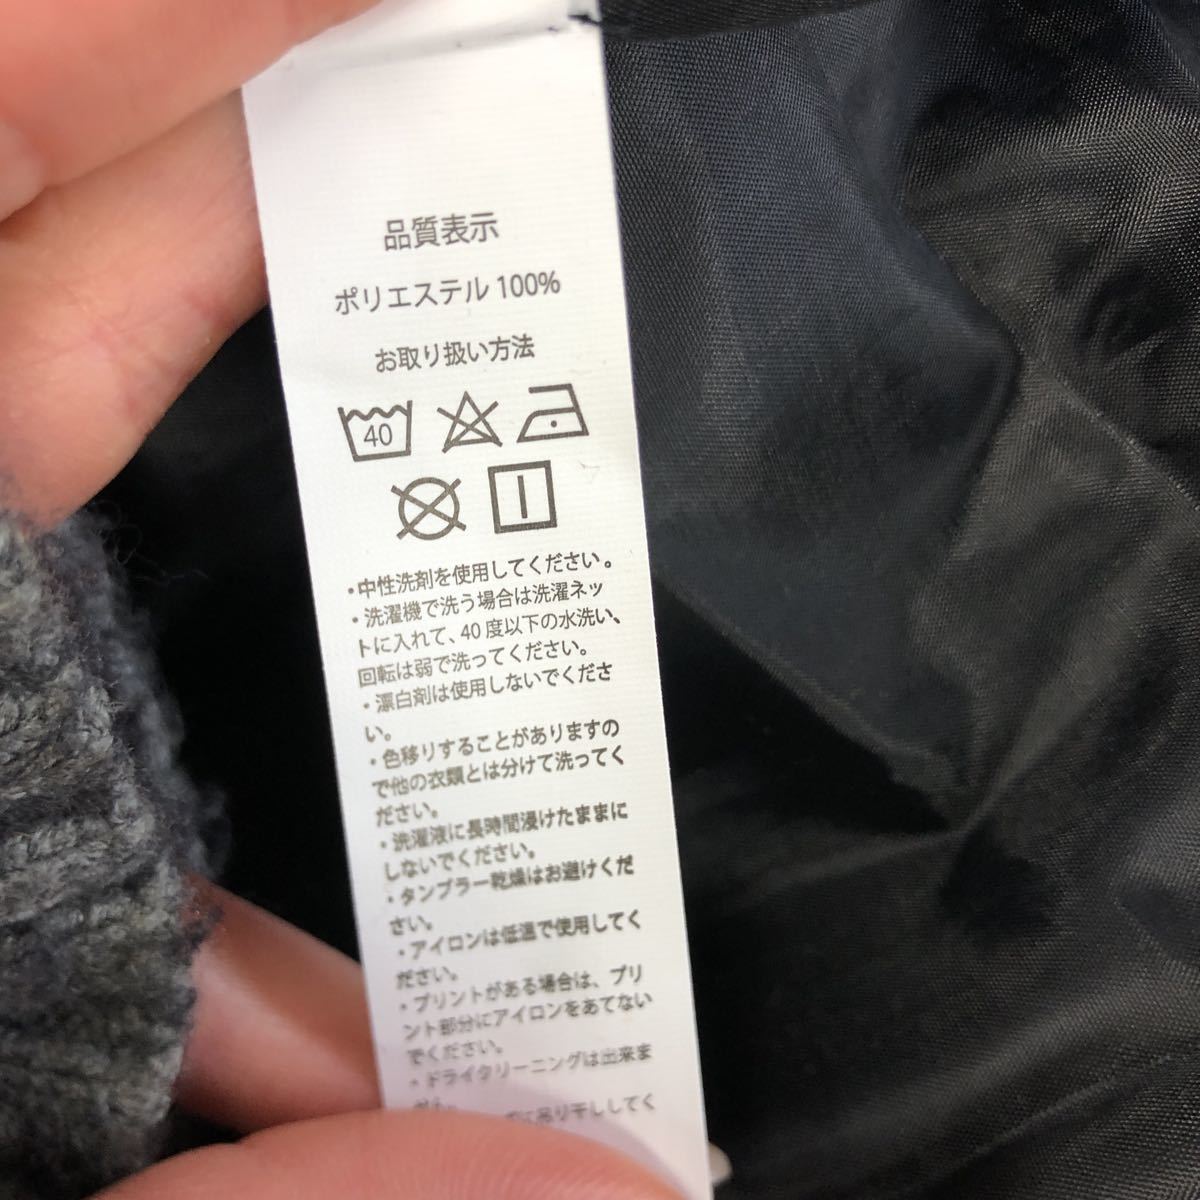 品質表示
ポリエステル 100%
お取り扱い方法
40
・中性洗剤を使用してください。
・洗濯機で洗う場合は洗濯ネッ
トに入れて、40 度以下の水洗い、
回転は弱で洗ってください。
・漂白剤は使用しないでくださ
い。
・色移りすることがありますの
で他の衣類とは分けて洗ってく
ださい。
・洗濯液に長時間浸けたままに
しないでください。
・タンブラー乾燥はお避けくだ
さい。
・アイロンは低温で使用してく
ださい。
・プリントがある場合は、プリ
ント部分にアイロンをあてない
でください。
・ドライクリーニングは出来ま
せん。
に吊り干ししてく